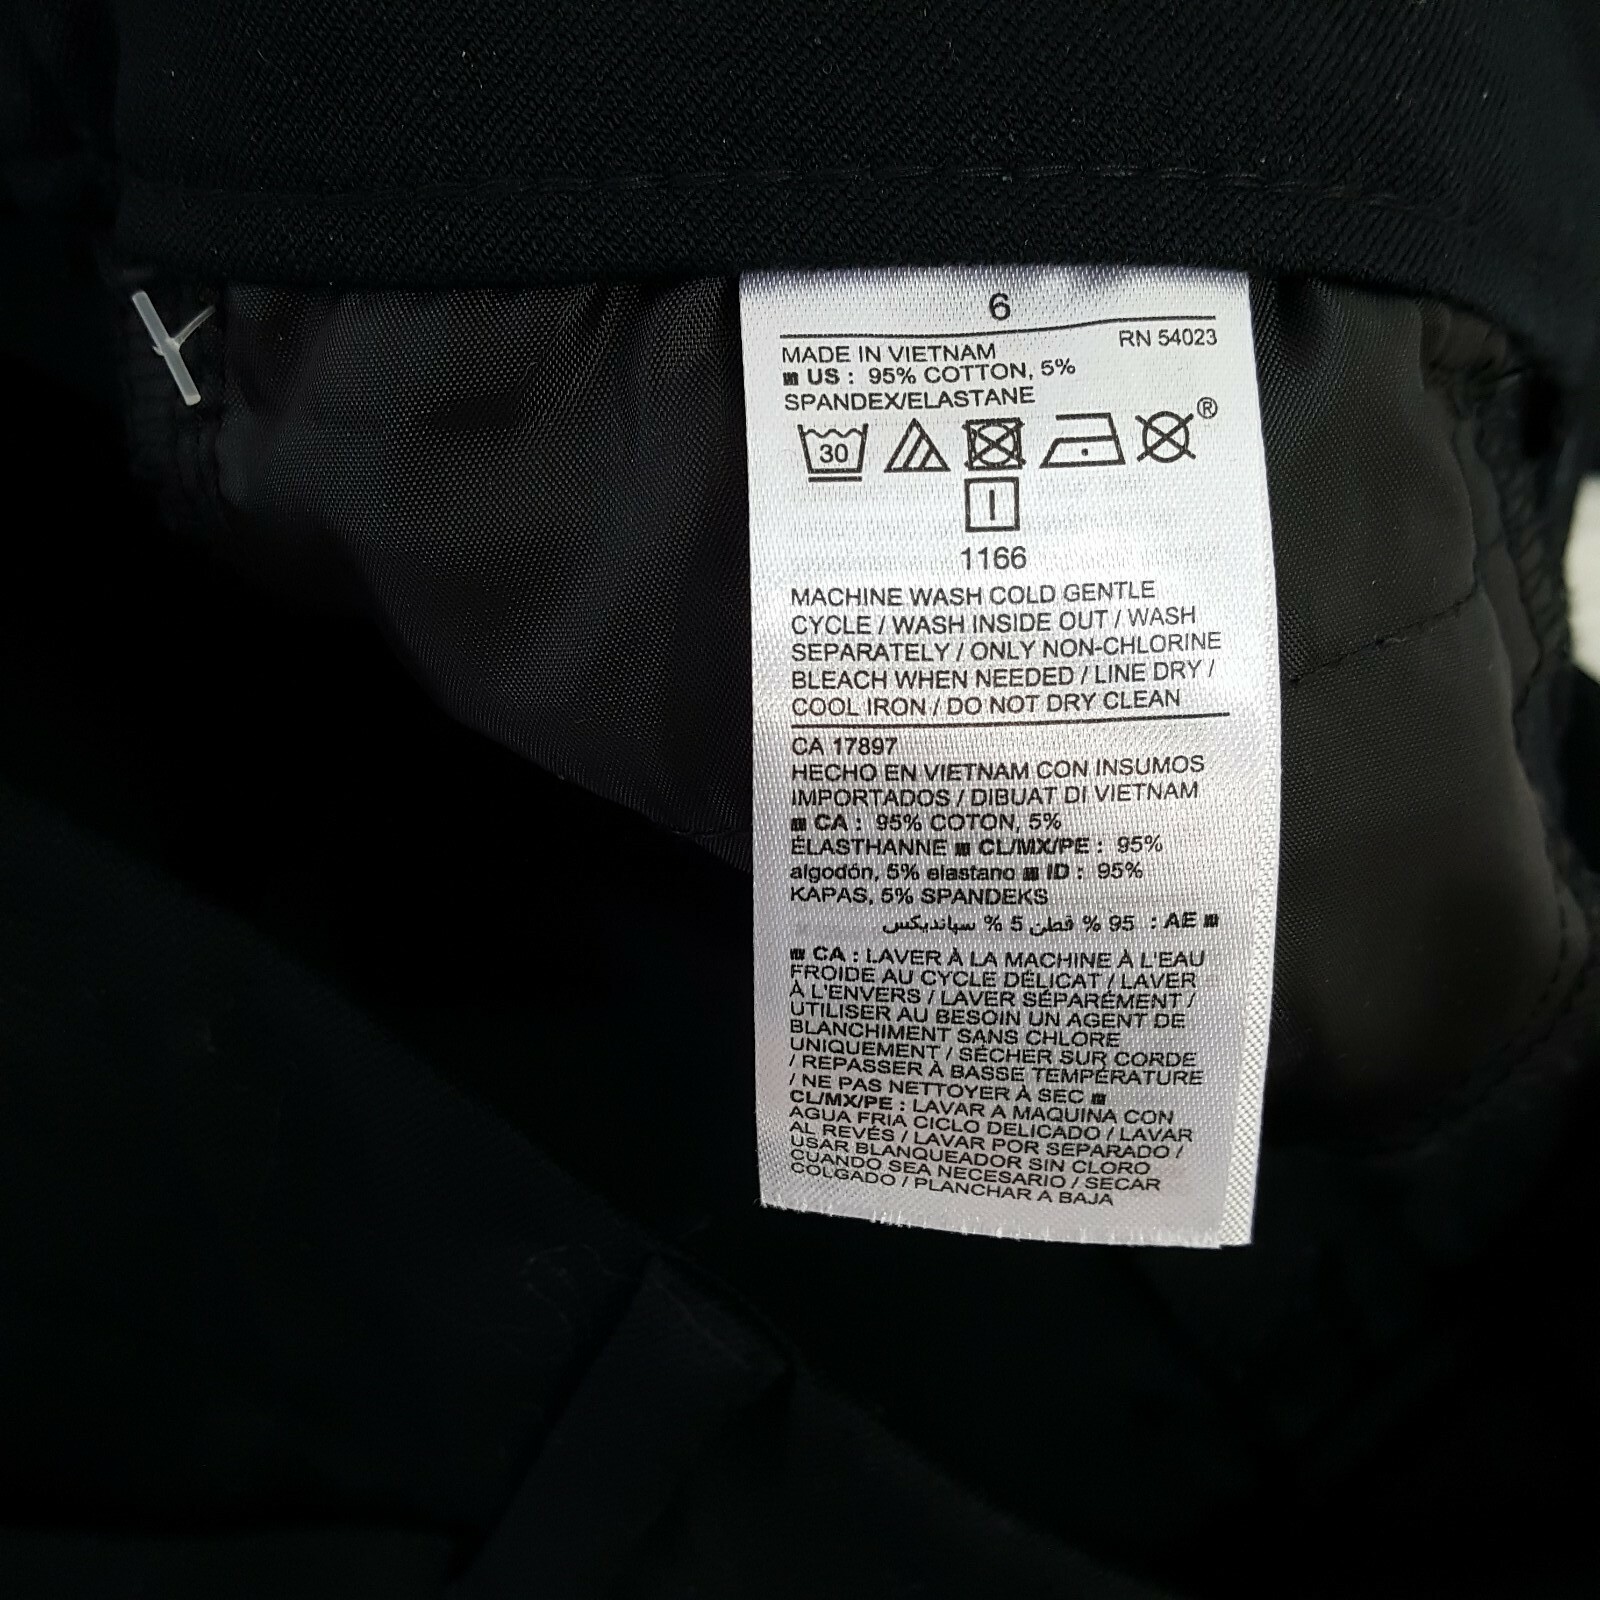 6
RN 54023
MADE IN VIETNAM
US : 95% COTTON, 5%
SPANDEX/ELASTANE
30
®
1166
MACHINE WASH COLD GENTLE
CYCLE / WASH INSIDE OUT / WASH
SEPARATELY / ONLY NON-CHLORINE
BLEACH WHEN NEEDED / LINE DRY /
COOL IRON / DO NOT DRY CLEAN
CA 17897
HECHO EN VIETNAM CON INSUMOS
IMPORTADOS / DIBUAT DI VIETNAM
CA : 95% COTON, 5%
ÉLASTHANNE ■ CL/MX/PE : 95%
algodón, 5% elastano ■ ID : 95%
KAPAS, 5% SPANDEKS
AE : 95 % قطن 5 % سپانديكس
■ CA : LAVER À LA MACHINE À L'EAU
FROIDE AU CYCLE DÉLICAT / LAVER
À L'ENVERS / LAVER SÉPARÉMENT /
UTILISER AU BESOIN UN AGENT DE
BLANCHIMENT SANS CHLORE
UNIQUEMENT / SÉCHER SUR CORDE
/ REPASSER À BASSE TEMPÉRATURE
/ NE PAS NETTOYER À SEC ■
CL/MX/PE : LAVAR A MAQUINA CON
AGUA FRIA CICLO DELICADO / LAVAR
AL REVÉS / LAVAR POR SEPARADO /
USAR BLANQUEADOR SIN CLORO
CUANDO SEA NECESARIO / SECAR
COLGADO / PLANCHAR A BAJA